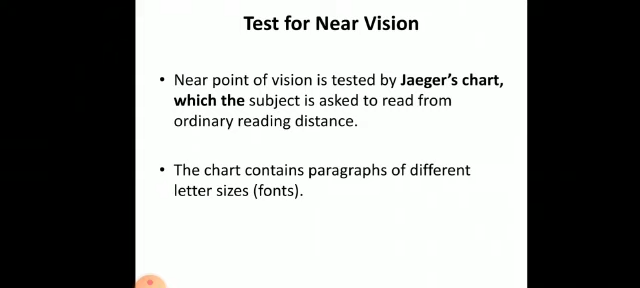 Test for Near Vision
• Near point of vision is tested by Jaeger's chart,
which the subject is asked to read from
ordinary reading distance.
• The chart contains paragraphs of different
letter sizes (fonts).